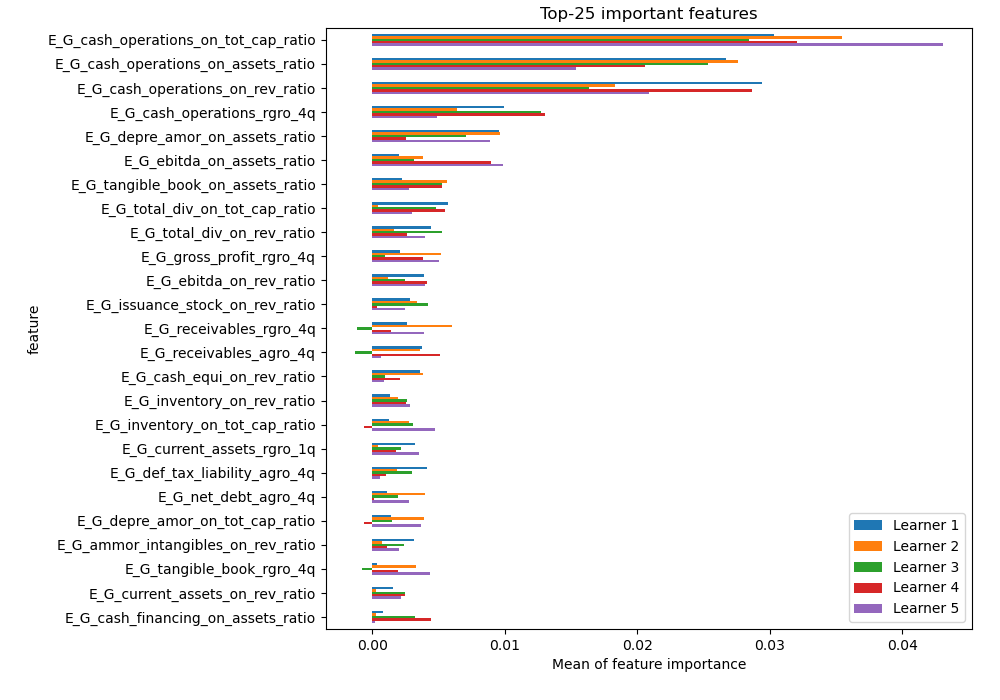 Top-25 important features
E_G_cash_operations_on_tot_cap_ratio
E_G_cash_operations_on_assets_ratio
E_G_cash_operations_on_rev_ratio
E_G_cash_operations_rgro_4q
E_G_depre_amor_on_assets_ratio
E_G_ebitda_on_assets_ratio
E_G_tangible_book_on_assets_ratio
E_G_total_div_on_tot_cap_ratio
E_G_total_div_on_rev_ratio
E_G_gross_profit_rgro_4q
E_G_ebitda_on_rev_ratio
E_G_issuance_stock_on_rev_ratio
E_G_receivables_rgro_4q
E_G_receivables_agro_4q
E_G_cash_equi_on_rev_ratio
E_G_inventory_on_rev_ratio
E_G_inventory_on_tot_cap_ratio
E_G_current_assets_rgro_1q
E_G_def_tax_liability_agro_4q
E_G_net_debt_agro_4q
E_G_depre_amor_on_tot_cap_ratio
E_G_ammor_intangibles_on_rev_ratio
E_G_tangible_book_rgro_4q
E_G_current_assets_on_rev_ratio
E_G_cash_financing_on_assets_ratio
feature
Learner 1
Learner 2
Learner 3
Learner 4
Learner 5
0.00 0.01 0.02 0.03 0.04
Mean of feature importance